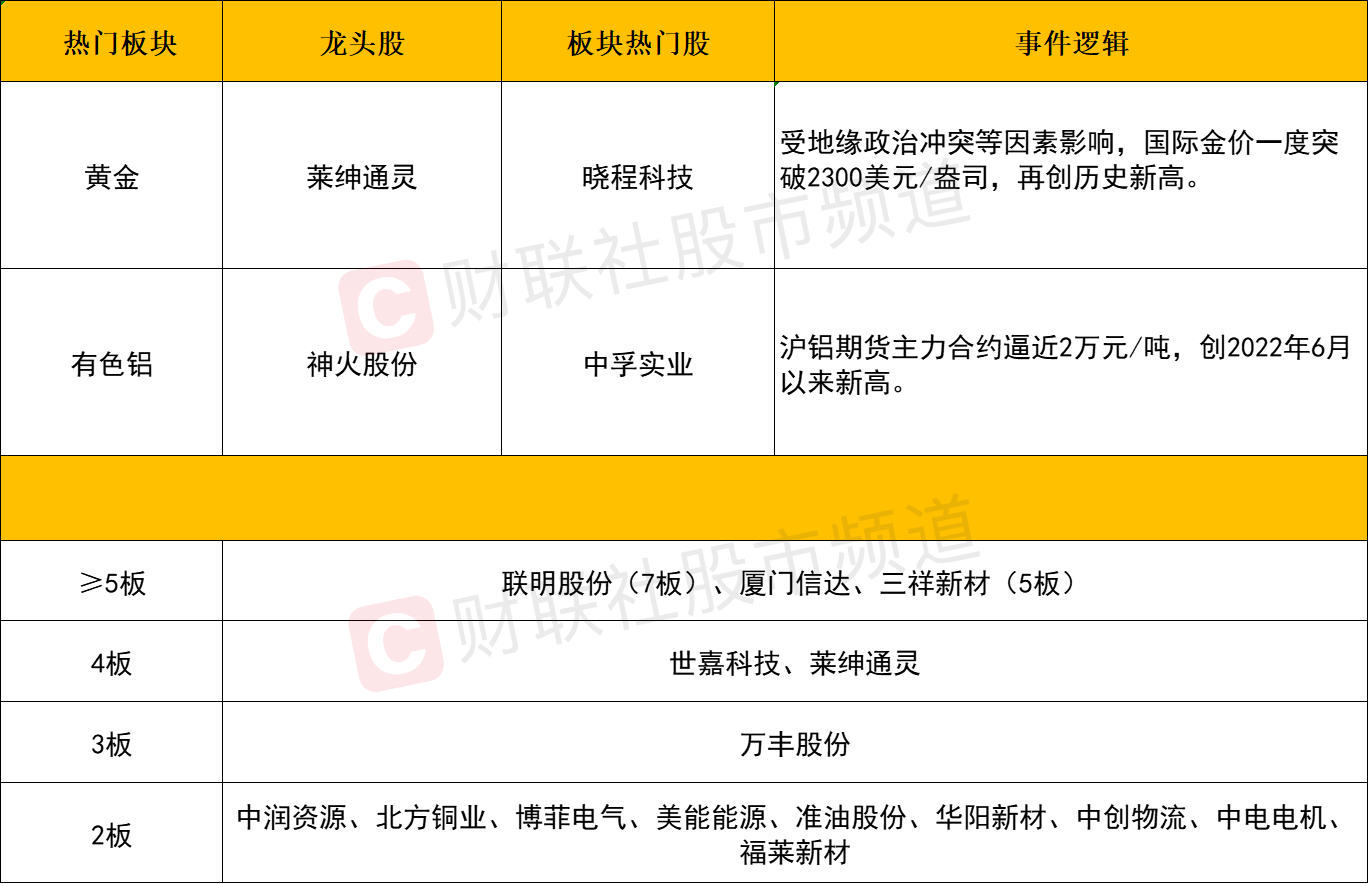 热门板块
龙头股
板块热门股
事件逻辑
黄金
莱绅通灵
晓程科技
受地缘政治冲突等因素影响，国际金价一度突
破2300美元/盎司，再创历史新高。
有色铝
神火股份
中孚实业
沪铝期货主力合约逼近2万元/吨，创2022年6月
以来新高。
≥5板
联明股份（7板）、厦门信达、三祥新材（5板）
4板
世嘉科技、莱绅通灵
3板
万丰股份
2板
中润资源、北方铜业、博菲电气、美能能源、准油股份、华阳新材、中创物流、中电电机、
福莱新材
C 财联社股市频道
C 财联社股市频道